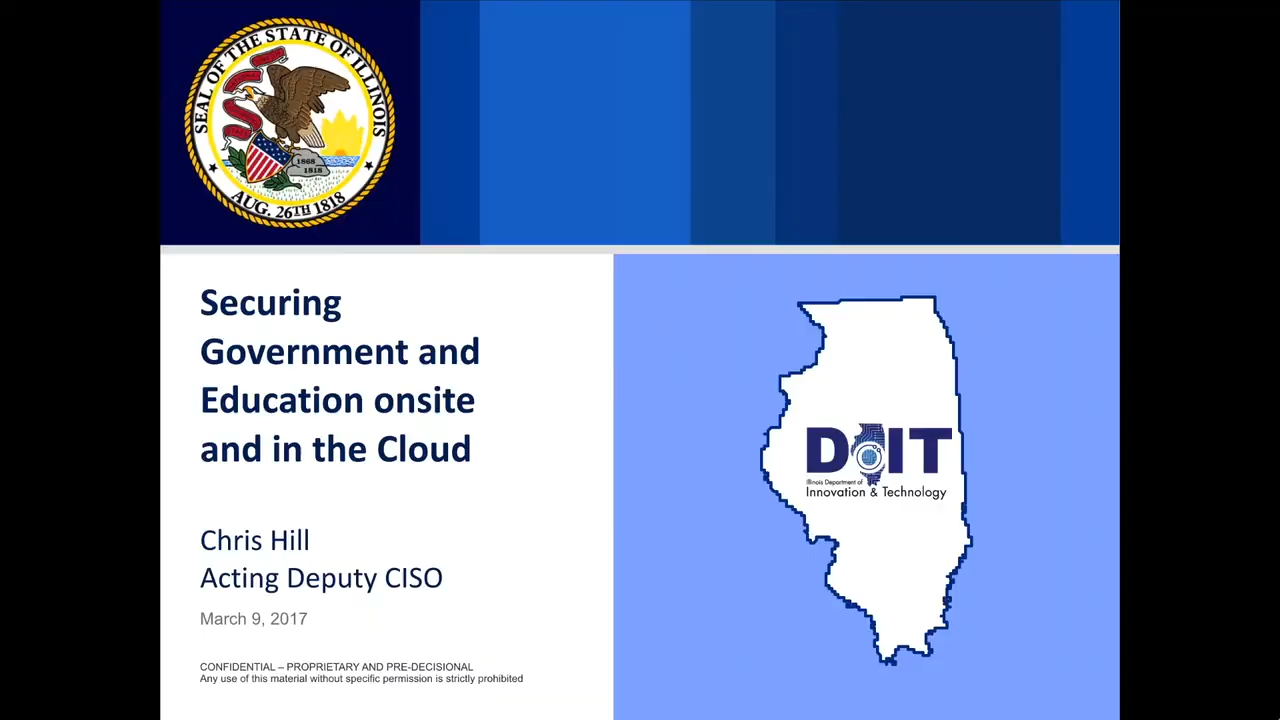 SEAL OF THE STATE OF ILLINOIS
1868
1818
AUG. 26TH 1818
Securing
Government and
Education onsite
and in the Cloud
Chris Hill
Acting Deputy CISO
March 9, 2017
CONFIDENTIAL – PROPRIETARY AND PRE-DECISIONAL
Any use of this material without specific permission is strictly prohibited
DoIT
Illinois Department of
Innovation & Technology